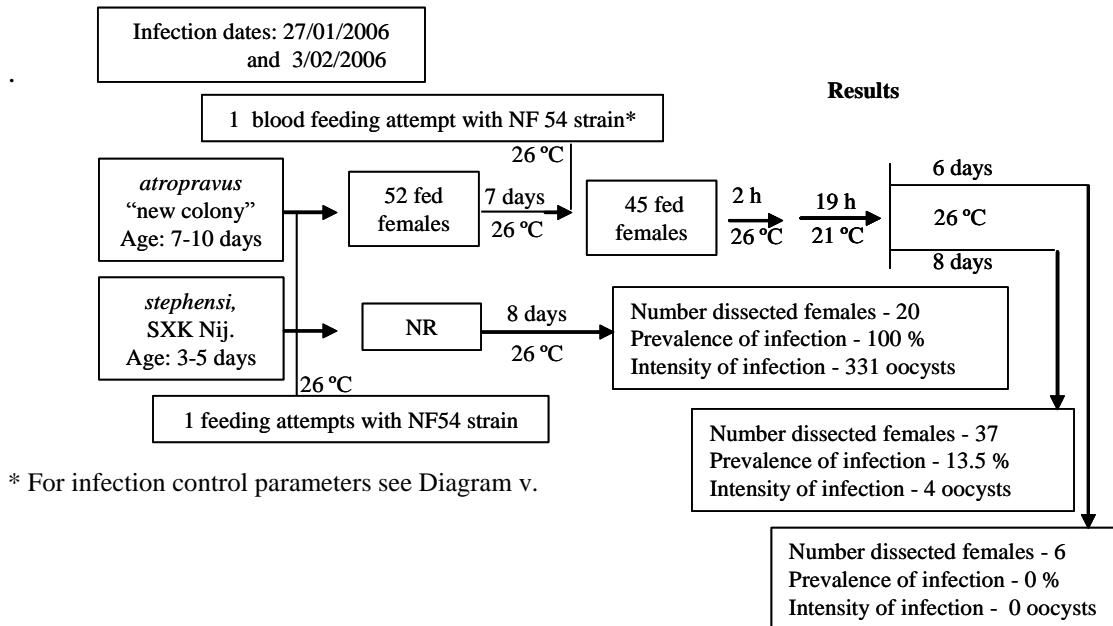 Infection dates: 27/01/2006
and 3/02/2006
.
Results
1 blood feeding attempt with NF 54 strain*
26 ºC
atropravus
“new colony”
Age: 7-10 days
52 fed
females
7 days
26 ºC
45 fed
females
2 h
26 ºC
19 h
21 ºC
6 days
26 ºC
8 days
stephensi,
SXK Nij.
Age: 3-5 days
NR
8 days
26 ºC
Number dissected females - 20
Prevalence of infection - 100 %
Intensity of infection - 331 oocysts
26 ºC
1 feeding attempts with NF54 strain
Number dissected females - 37
Prevalence of infection - 13.5 %
Intensity of infection - 4 oocysts
* For infection control parameters see Diagram v.
Number dissected females - 6
Prevalence of infection - 0 %
Intensity of infection - 0 oocysts